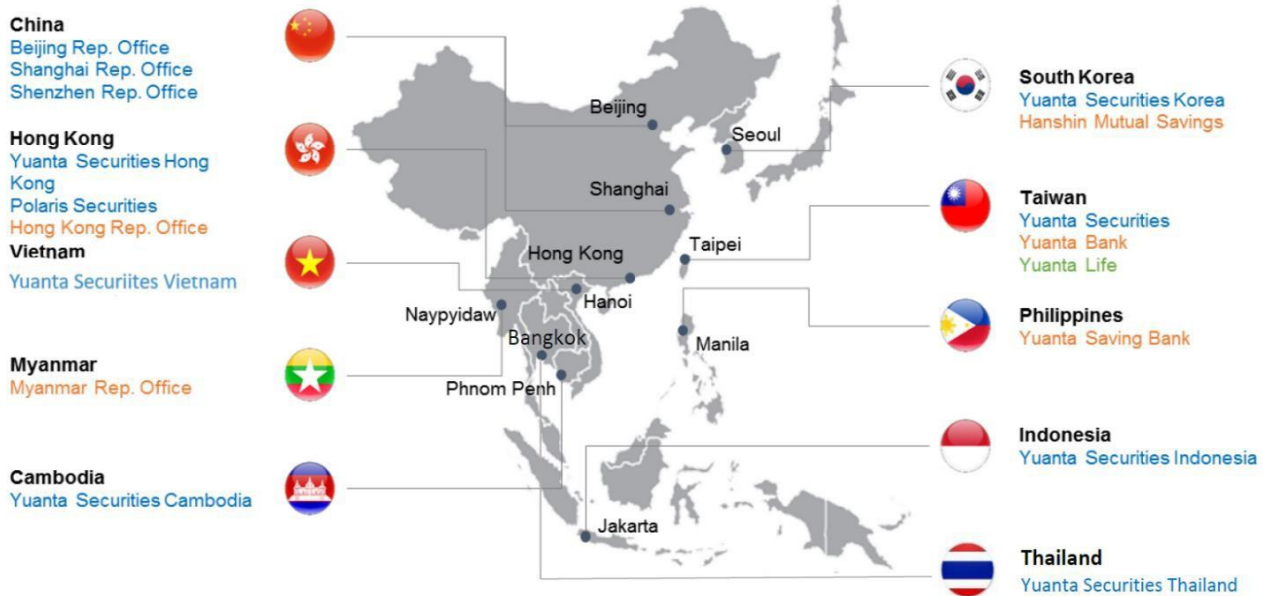 China
Beijing Rep. Office
Shanghai Rep. Office
Shenzhen Rep. Office
Hong Kong
Yuanta Securities Hong
Kong
Polaris Securities
Hong Kong Rep. Office
Vietnam
Yuanta Securiites Vietnam
Myanmar
Myanmar Rep. Office
Cambodia
Yuanta Securities Cambodia
Beijing
Seoul
Shanghai
Taipei
Hong Kong
Hanoi
Naypyidaw
Bangkok
Manila
Phnom Penh
Jakarta
South Korea
Yuanta Securities Korea
Hanshin Mutual Savings
Taiwan
Yuanta Securities
Yuanta Bank
Yuanta Life
Philippines
Yuanta Saving Bank
Indonesia
Yuanta Securities Indonesia
Thailand
Yuanta Securities Thailand